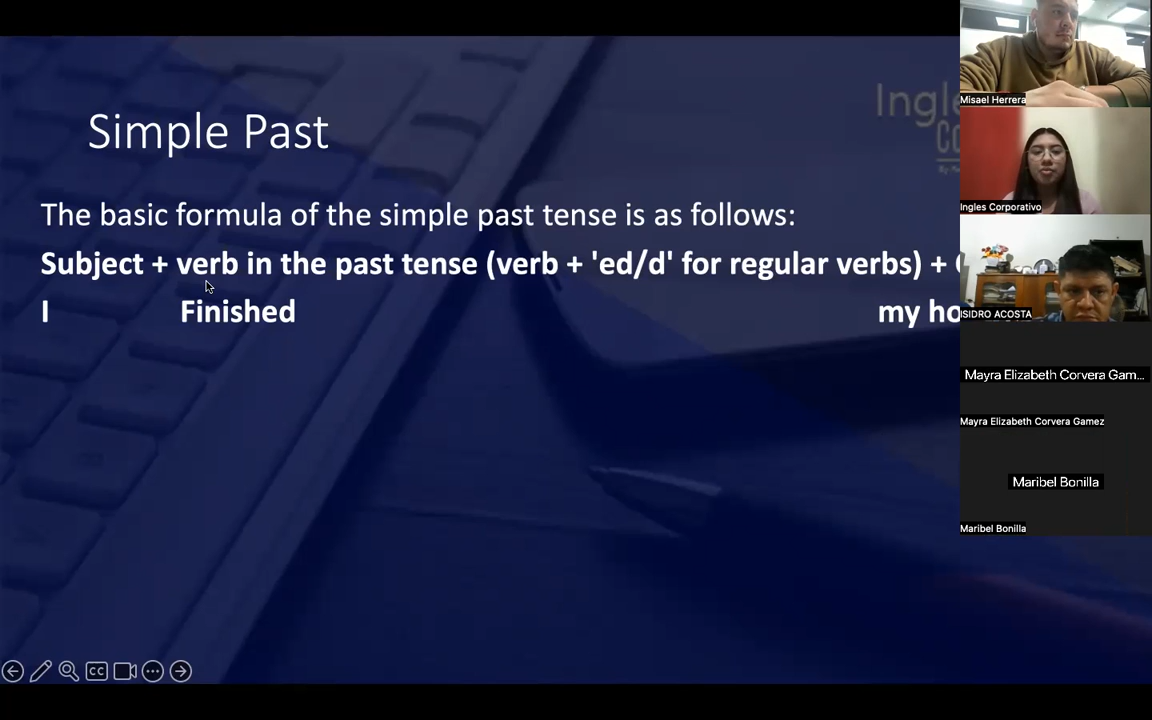 Simple Past
The basic formula of the simple past tense is as follows:
Subject + verb in the past tense (verb + 'ed/d' for regular verbs) +
I Finished my
Misael Herrera
Ingles Corporativo
ISIDRO ACOSTA
Mayra Elizabeth Corvera Gam...
Mayra Elizabeth Corvera Gamez
Maribel Bonilla
Maribel Bonilla
CC